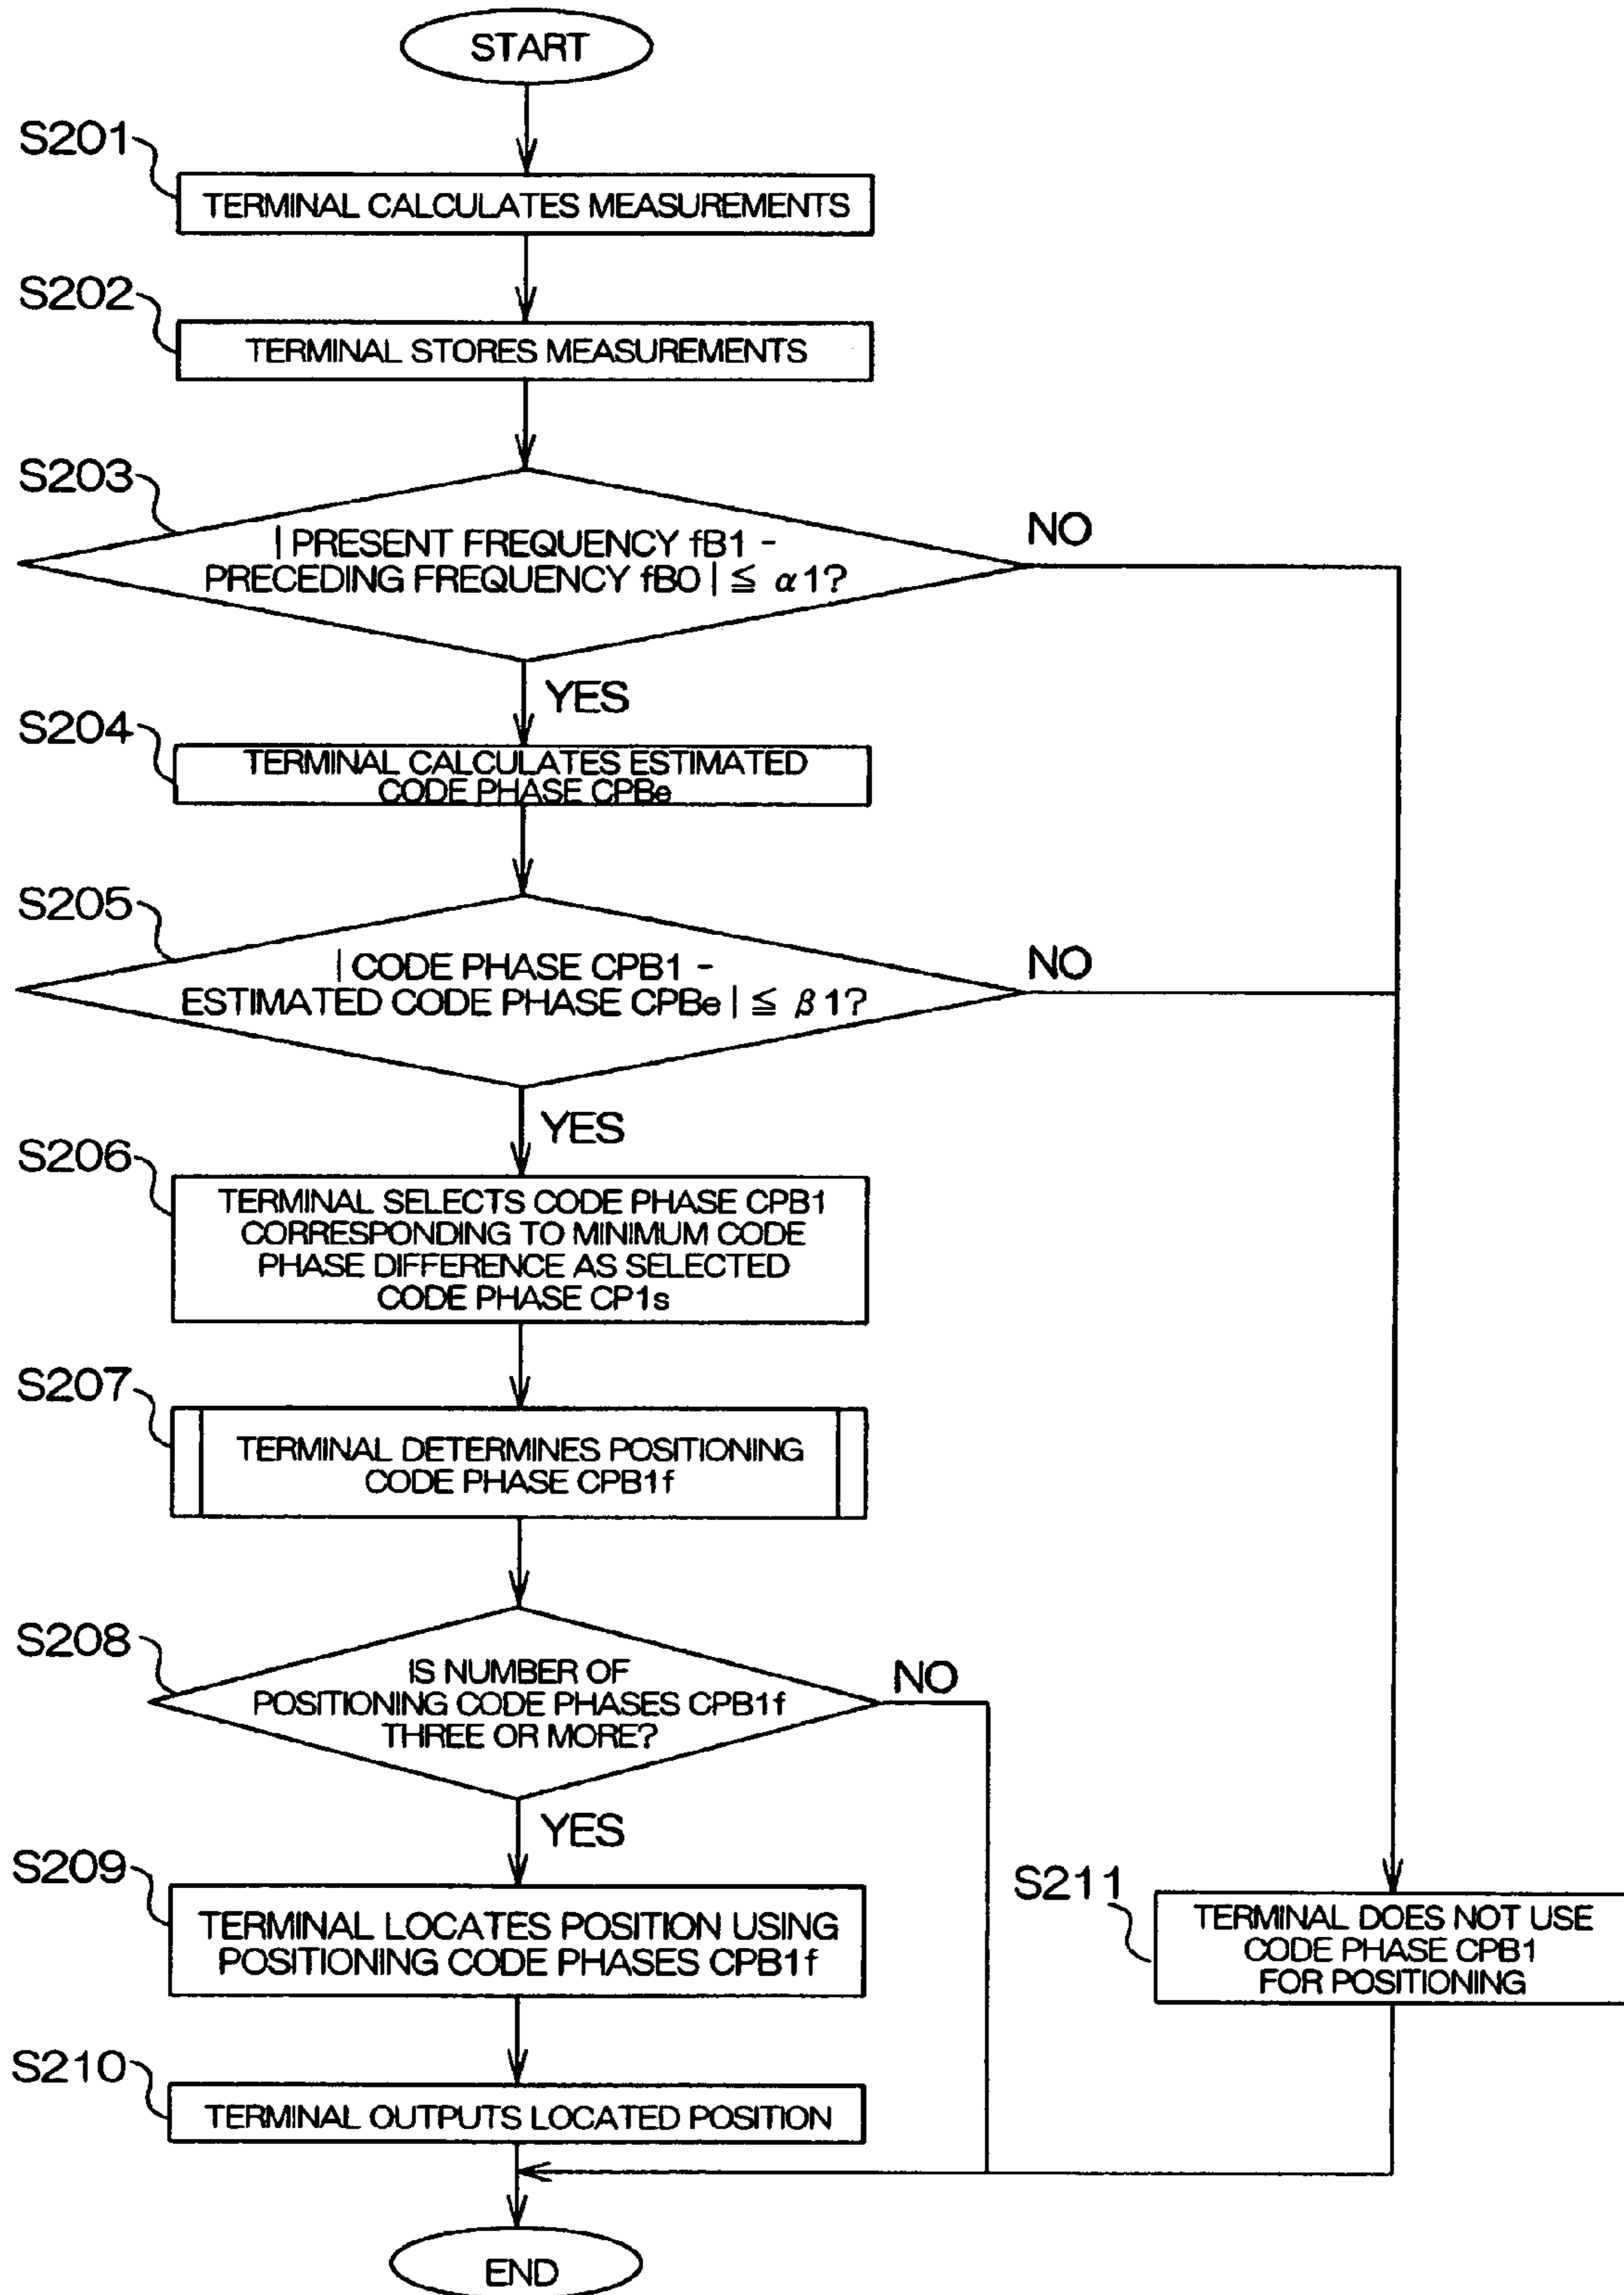 START
S201
TERMINAL CALCULATES MEASUREMENTS
S202
TERMINAL STORES MEASUREMENTS
S203
| PRESENT FREQUENCY fB1 -
PRECEDING FREQUENCY fB0 | ≦ α1?
NO
YES
S204
TERMINAL CALCULATES ESTIMATED
CODE PHASE CPBe
S205
| CODE PHASE CPB1 -
ESTIMATED CODE PHASE CPBe | ≦ β1?
NO
YES
S206
TERMINAL SELECTS CODE PHASE CPB1
CORRESPONDING TO MINIMUM CODE
PHASE DIFFERENCE AS SELECTED
CODE PHASE CP1s
S207
TERMINAL DETERMINES POSITIONING
CODE PHASE CPB1f
S208
IS NUMBER OF
POSITIONING CODE PHASES CPB1f
THREE OR MORE?
NO
YES
S209
TERMINAL LOCATES POSITION USING
POSITIONING CODE PHASES CPB1f
S211
TERMINAL DOES NOT USE
CODE PHASE CPB1
FOR POSITIONING
S210
TERMINAL OUTPUTS LOCATED POSITION
END